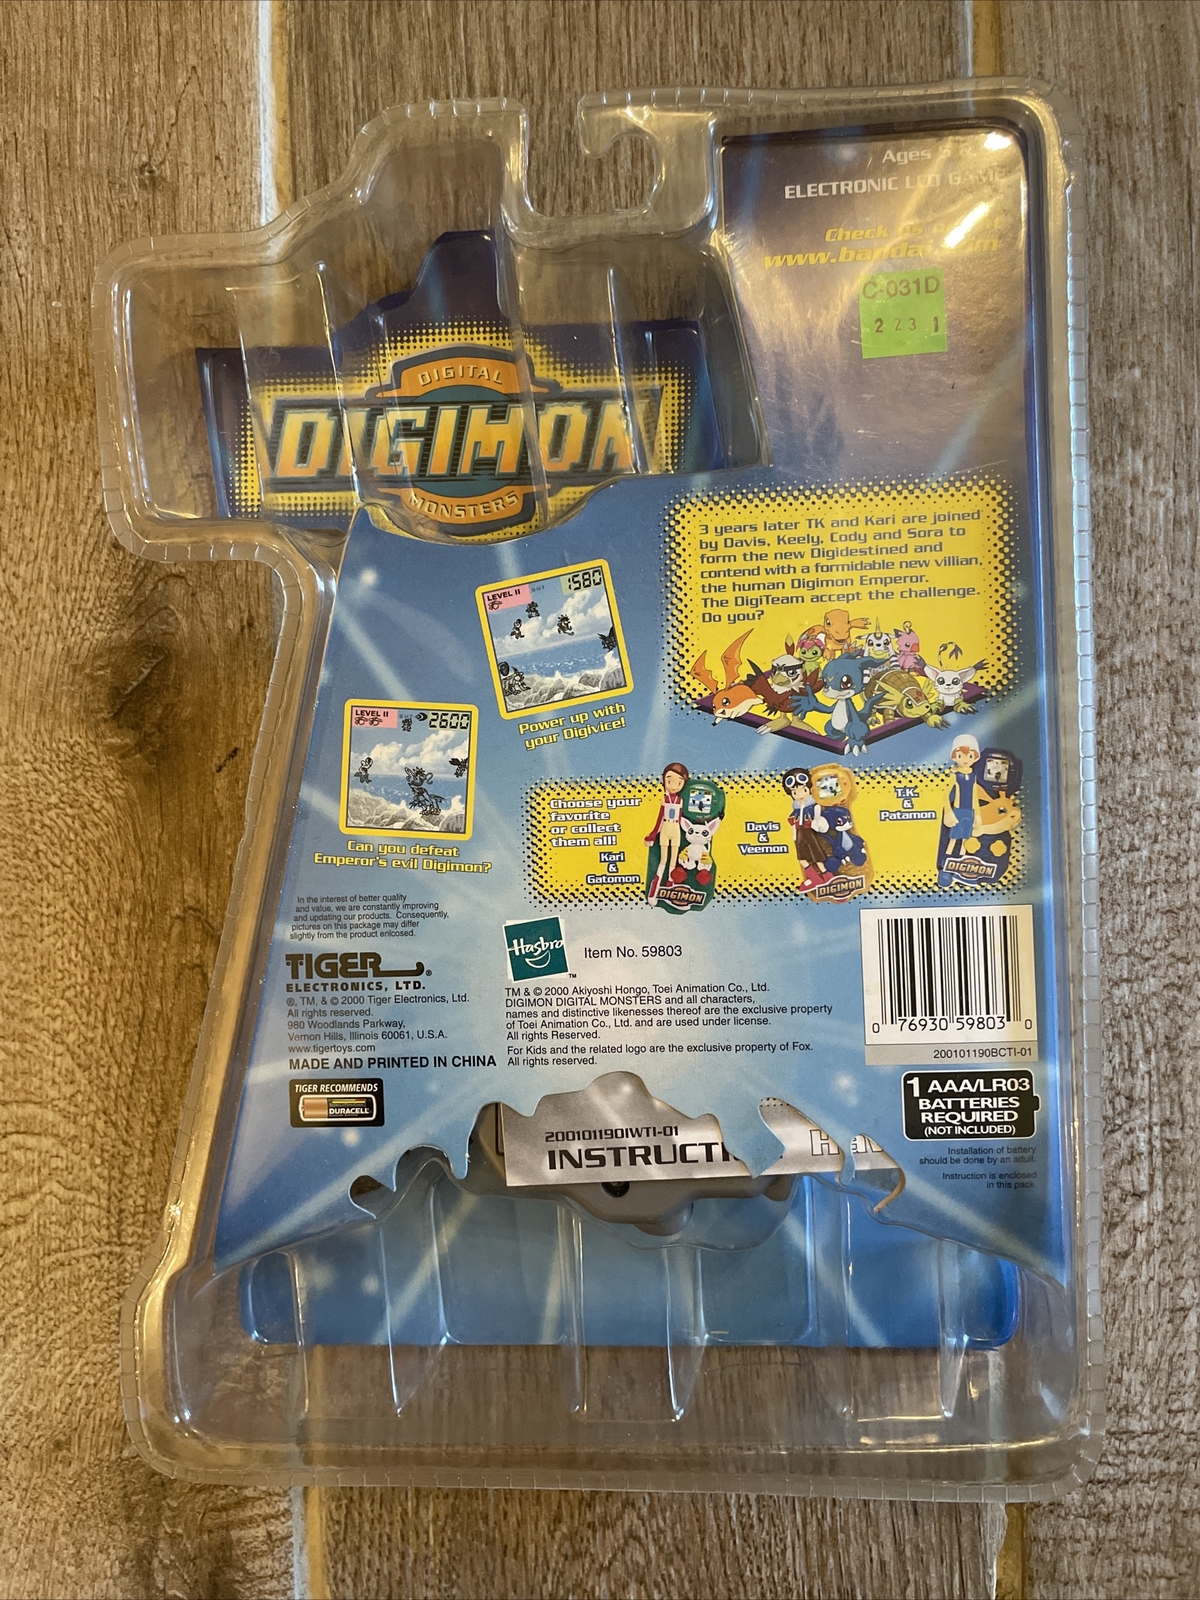 Ages 5 &
ELECTRONIC LCD GAME
Check
www.bandai.com
C-031D
2 2 3 1
DIGITAL
DIGIMON
MONSTERS
3 years later TK and Kari are joined
by Davis, Keely, Cody and Sora to
form the new Digidestined and
contend with a formidable new villian,
the human Digimon Emperor.
The DigiTeam accept the challenge.
Do you?
LEVEL II
1580
Power up with
your Digivice!
LEVEL II
2600
Can you defeat
Emperor's evil Digimon?
Choose your
favorite
or collect
them all!
Kari
&
Gatomon
DIGIMON
Davis
&
Veemon
DIGIMON
T.K.
&
Patamon
DIGIMON
In the interest of better quality
and value, we are constantly improving
and updating our products. Consequently,
pictures on this package may differ
slightly from the product enlcosed.
TIGER®
ELECTRONICS, LTD.
®, TM, & © 2000 Tiger Electronics, Ltd.
All rights reserved.
980 Woodlands Parkway,
Vernon Hills, Illinois 60061, U.S.A.
www.tigertoys.com
MADE AND PRINTED IN CHINA
TIGER RECOMMENDS
DURACELL
Hasbro
TM
Item No. 59803
TM & © 2000 Akiyoshi Hongo, Toei Animation Co., Ltd.
DIGIMON DIGITAL MONSTERS and all characters,
names and distinctive likenesses thereof are the exclusive property
of Toei Animation Co., Ltd. and are used under license.
All rights Reserved.
For Kids and the related logo are the exclusive property of Fox.
All rights reserved.
0 76930 59803 0
200101190BCTI-01
1 AAA/LR03
BATTERIES
REQUIRED
(NOT INCLUDED)
Installation of battery
should be done by an adult.
Instruction is enclosed
in this pack.
200101190IWTI-01
INSTRUCTI